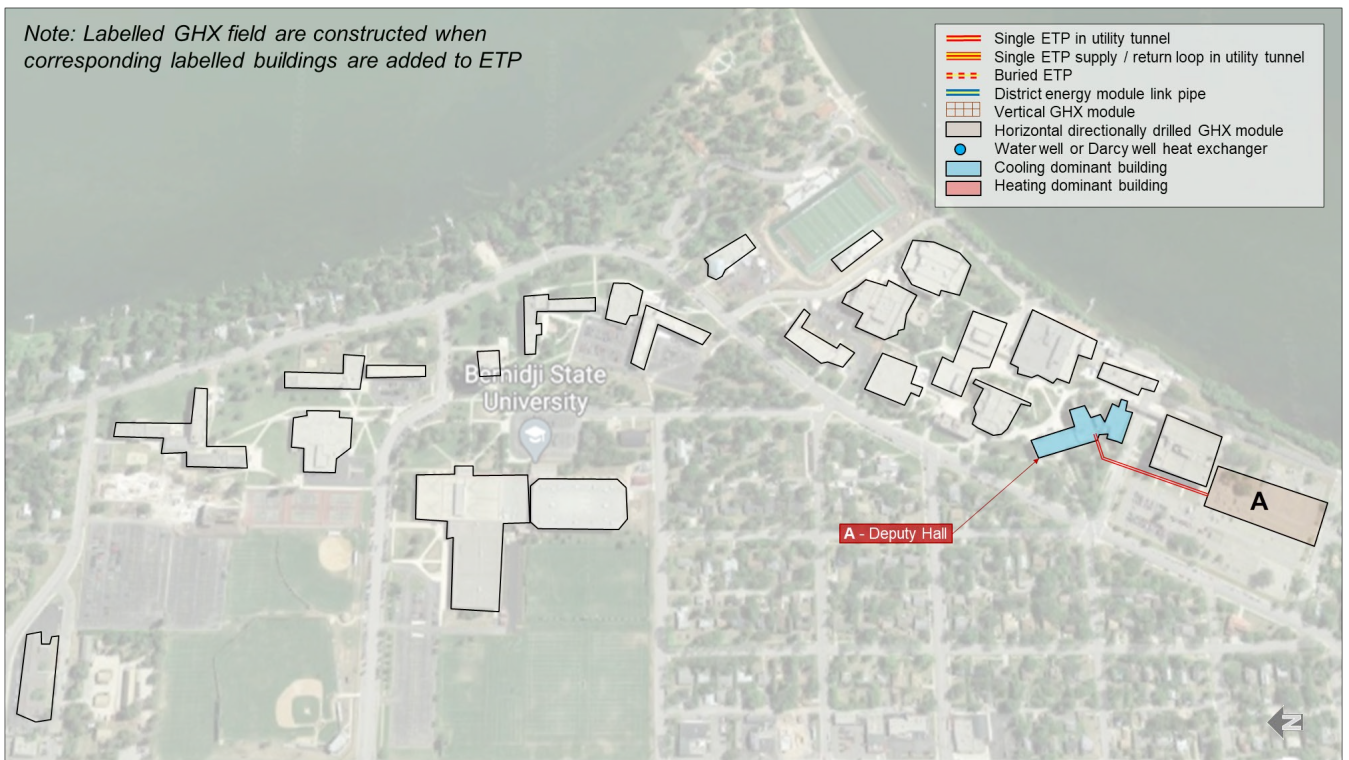 Note: Labelled GHX field are constructed when
corresponding labelled buildings are added to ETP
Single ETP in utility tunnel
Single ETP supply / return loop in utility tunnel
Buried ETP
District energy module link pipe
Vertical GHX module
Horizontal directionally drilled GHX module
Water well or Darcy well heat exchanger
Cooling dominant building
Heating dominant building
Bemidji State
University
A
A - Deputy Hall
N